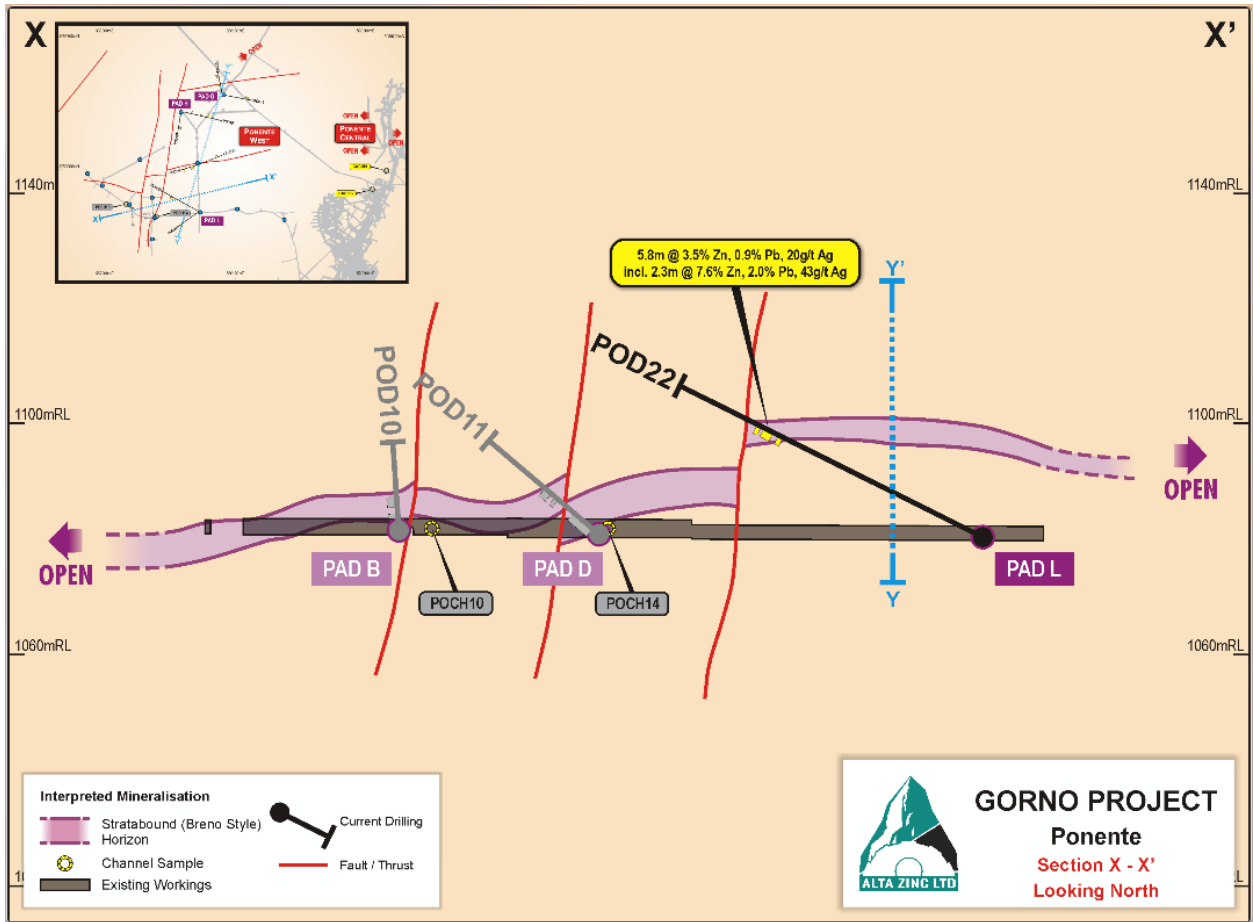 X
X'
OPEN
PAD H
PAD O
PONENTE
WEST
OPEN
PONENTE
CENTRAL
OPEN
OPEN
X
X'
PAD L
1140m
1140mRL
5.8m @ 3.5% Zn, 0.9% Pb, 20g/t Ag
incl. 2.3m @ 7.6% Zn, 2.0% Pb, 43g/t Ag
Y'
POD10
POD11
POD22
1100mRL
1100mRL
OPEN
OPEN
PAD B
PAD D
PAD L
POCH10
POCH14
Y
1060mRL
1060mRL
Interpreted Mineralisation
Stratabound (Breno Style)
Horizon
Channel Sample
Existing Workings
Current Drilling
Fault / Thrust
ALTA ZINC LTD
GORNO PROJECT
Ponente
Section X - X'
Looking North